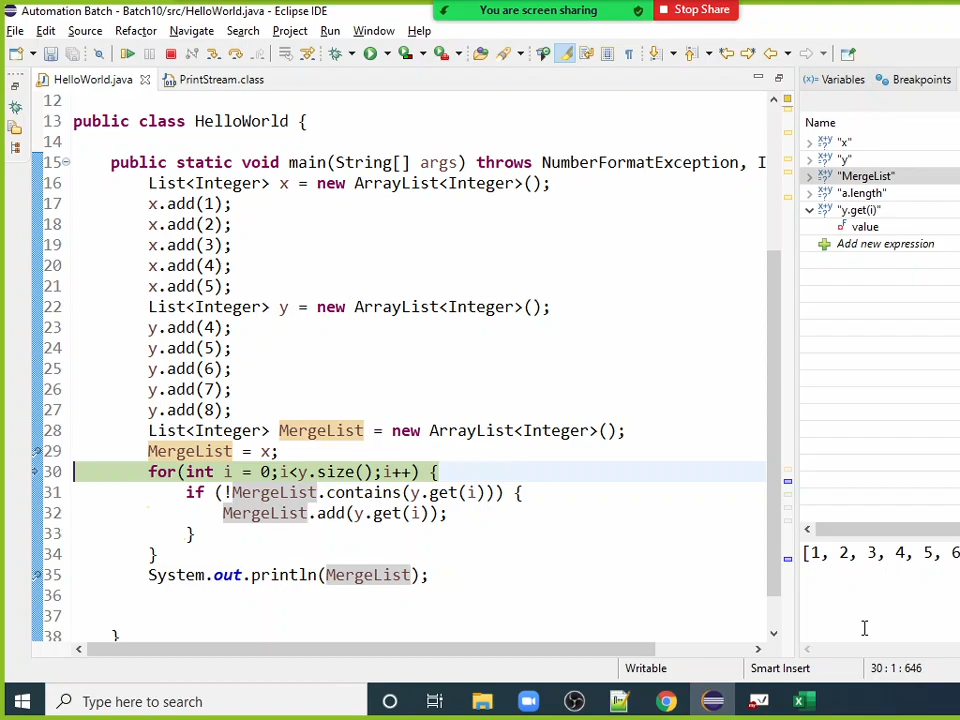 Automation Batch - Batch10/src/HelloWorld.java - Eclipse IDE
You are screen sharing
Stop Share
File Edit Source Refactor Navigate Search Project Run Window Help
HelloWorld.java
PrintStream.class
Variables
Breakpoints
12
13 public class HelloWorld {
14
15 public static void main(String[] args) throws NumberFormatException, I
16 List<Integer> x = new ArrayList<Integer>();
17 x.add(1);
18 x.add(2);
19 x.add(3);
20 x.add(4);
21 x.add(5);
22 List<Integer> y = new ArrayList<Integer>();
23 y.add(4);
24 y.add(5);
25 y.add(6);
26 y.add(7);
27 y.add(8);
28 List<Integer> MergeList = new ArrayList<Integer>();
29 MergeList = x;
30 for(int i = 0;i<y.size();i++) {
31 if (!MergeList.contains(y.get(i))) {
32 MergeList.add(y.get(i));
33 }
34 }
35 System.out.println(MergeList);
36
37
38 }
Name
"x"
"y"
"MergeList"
"a.length"
"y.get(i)"
value
Add new expression
[1, 2, 3, 4, 5, 6
Writable
Smart Insert
30 : 1 : 646
Type here to search